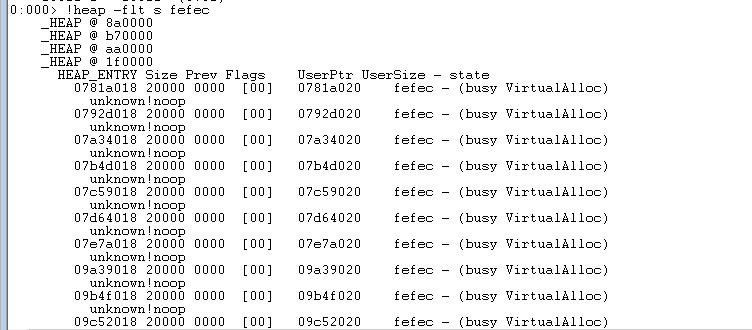 0:000> !heap -flt s fefec
_HEAP @ 8a0000
_HEAP @ b70000
_HEAP @ aa0000
_HEAP @ 1f0000
HEAP_ENTRY Size Prev Flags    UserPtr UserSize - state
0781a018 20000 0000  [00]   0781a020    fefec - (busy VirtualAlloc)
unknown!noop
0792d018 20000 0000  [00]   0792d020    fefec - (busy VirtualAlloc)
unknown!noop
07a34018 20000 0000  [00]   07a34020    fefec - (busy VirtualAlloc)
unknown!noop
07b4d018 20000 0000  [00]   07b4d020    fefec - (busy VirtualAlloc)
unknown!noop
07c59018 20000 0000  [00]   07c59020    fefec - (busy VirtualAlloc)
unknown!noop
07d64018 20000 0000  [00]   07d64020    fefec - (busy VirtualAlloc)
unknown!noop
07e7a018 20000 0000  [00]   07e7a020    fefec - (busy VirtualAlloc)
unknown!noop
09a39018 20000 0000  [00]   09a39020    fefec - (busy VirtualAlloc)
unknown!noop
09b4f018 20000 0000  [00]   09b4f020    fefec - (busy VirtualAlloc)
unknown!noop
09c52018 20000 0000  [00]   09c52020    fefec - (busy VirtualAlloc)